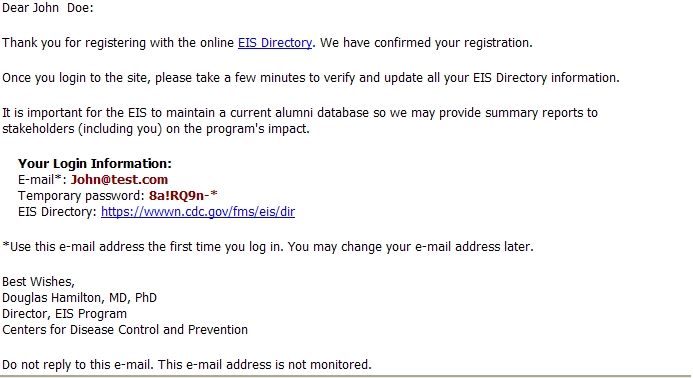 Dear John  Doe:
Thank you for registering with the online EIS Directory. We have confirmed your registration.
Once you login to the site, please take a few minutes to verify and update all your EIS Directory information.
It is important for the EIS to maintain a current alumni database so we may provide summary reports to
stakeholders (including you) on the program's impact.
Your Login Information:
E-mail*: John@test.com
Temporary password: 8a!RQ9n-*
EIS Directory: https://wwwn.cdc.gov/fms/eis/dir
*Use this e-mail address the first time you log in. You may change your e-mail address later.
Best Wishes,
Douglas Hamilton, MD, PhD
Director, EIS Program
Centers for Disease Control and Prevention
Do not reply to this e-mail. This e-mail address is not monitored.